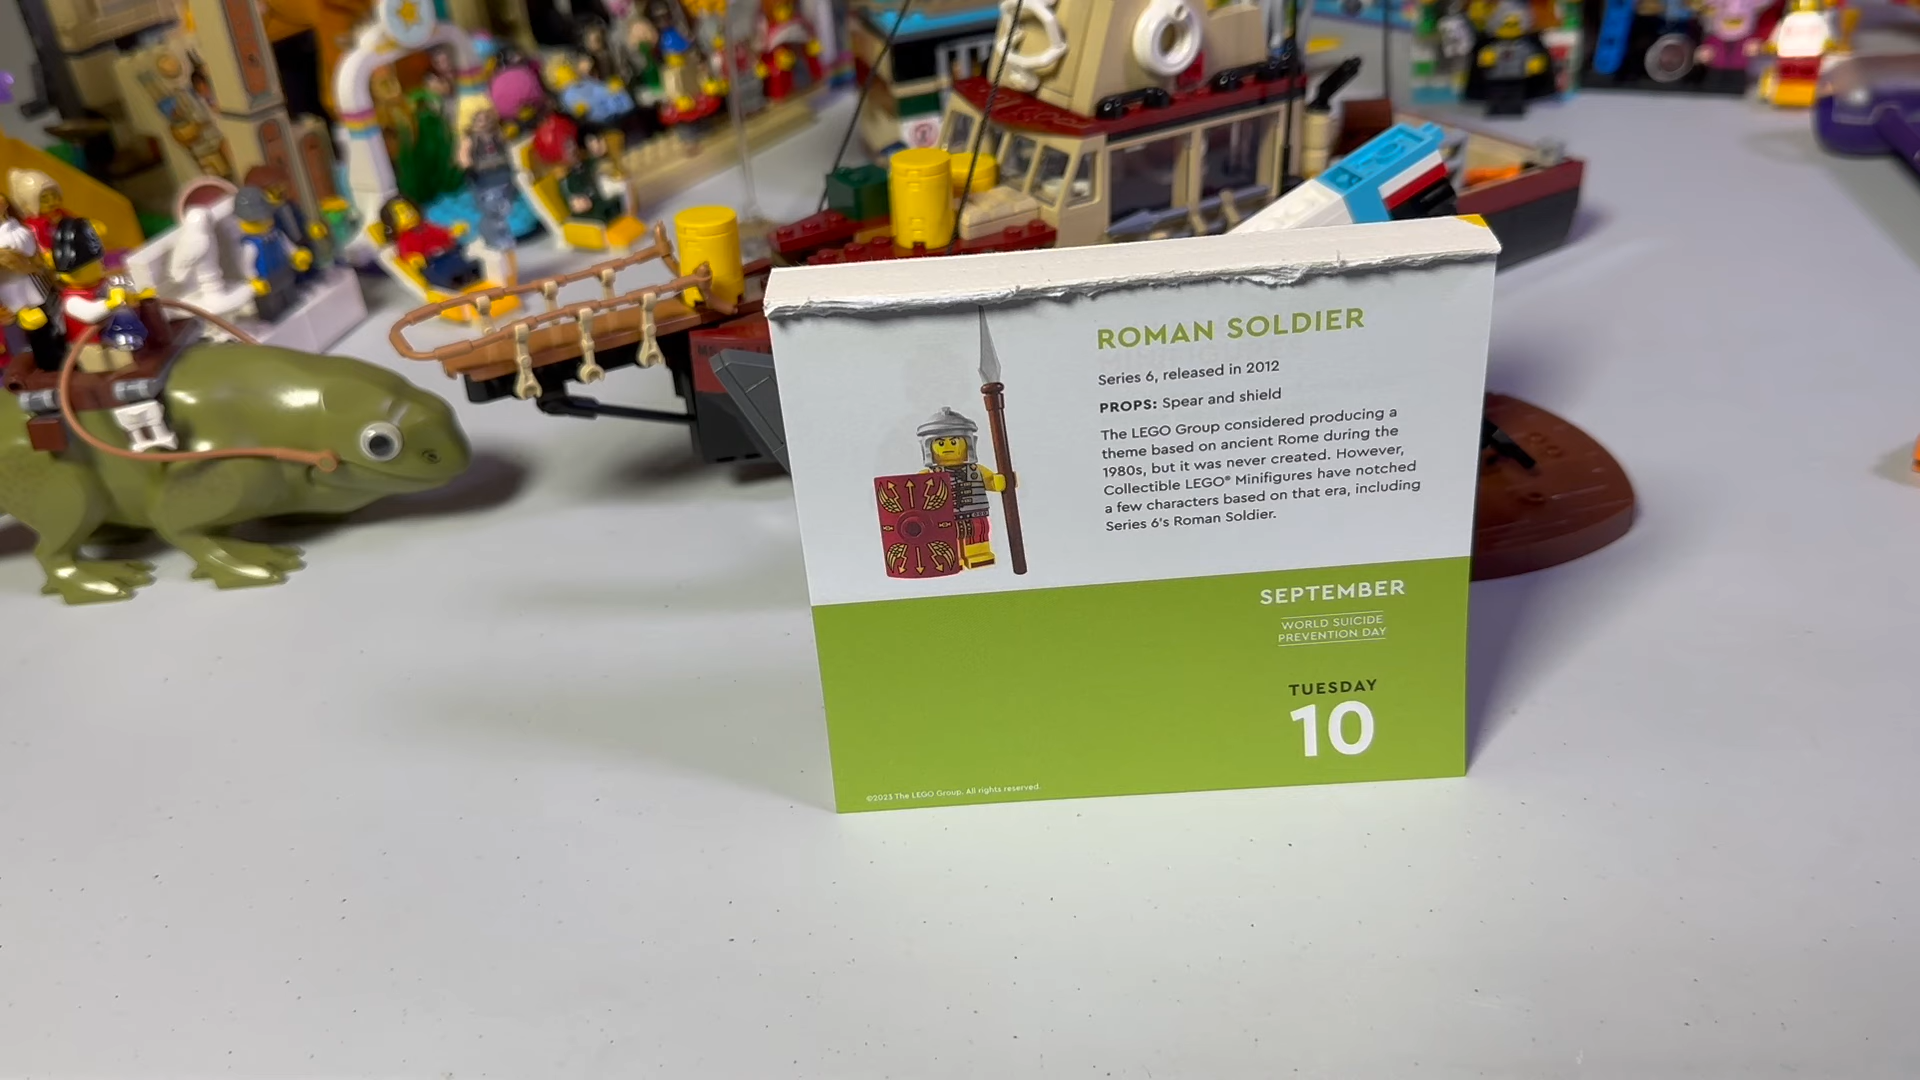 ROMAN SOLDIER
Series 6, released in 2012
PROPS: Spear and shield
The LEGO Group considered producing a
theme based on ancient Rome during the
1980s, but it was never created. However,
Collectible LEGO® Minifigures have notched
a few characters based on that era, including
Series 6's Roman Soldier.
SEPTEMBER
WORLD SUICIDE
PREVENTION DAY
TUESDAY
10
©2023 The LEGO Group. All rights reserved.